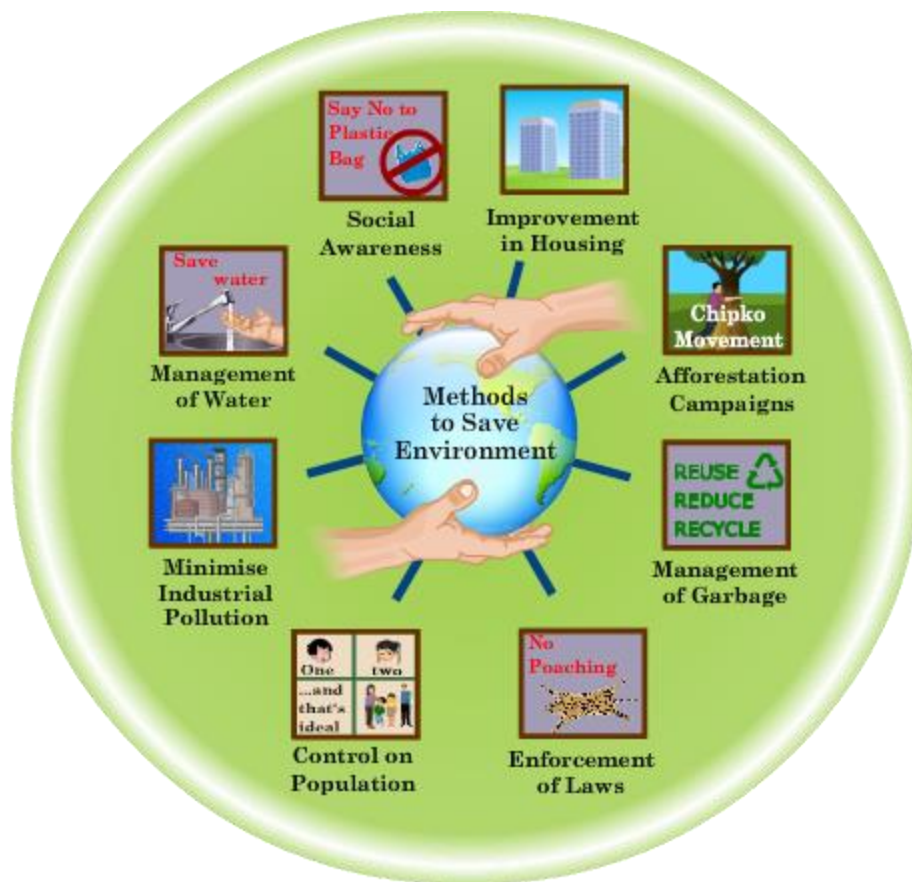 Say No to
Plastic
Bag
Social
Awareness
Improvement
in Housing
Save
water
Management
of Water
Chipko
Movement
Afforestation
Campaigns
Methods
to Save
Environment
Minimise
Industrial
Pollution
REUSE
REDUCE
RECYCLE
Management
of Garbage
One
two
...and
that's
ideal
Control on
Population
No
Poaching
Enforcement
of Laws